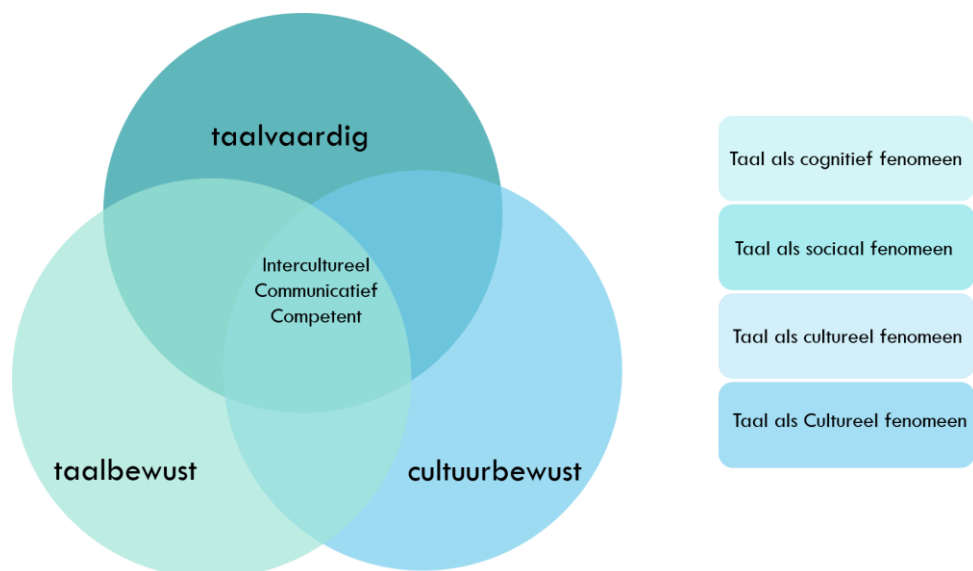 taalvaardig
Intercultureel
Communicatief
Competent
taalbewust
cultuurbewust
Taal als cognitief fenomeen
Taal als sociaal fenomeen
Taal als cultureel fenomeen
Taal als Cultureel fenomeen